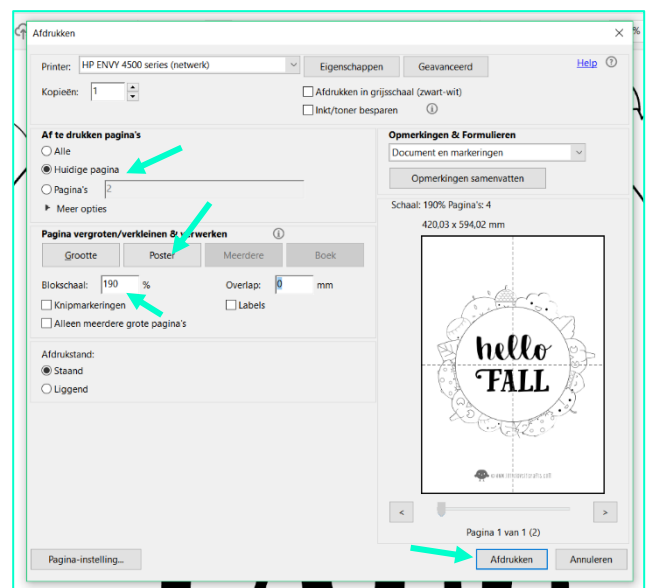 Afdrukken
%
Printer: HP ENVY 4500 series (netwerk) Eigenschappen Geavanceerd Help
Kopieën: 1 Afdrukken in grijsschaal (zwart-wit)
Inkt/toner besparen
Af te drukken pagina's
Alle
Huidige pagina
Pagina's 2
Meer opties
Opmerkingen & Formulieren
Document en markeringen
Opmerkingen samenvatten
Pagina vergroten/verkleinen & verwerken
Grootte Poster Meerdere Boek
Blokschaal: 190 % Overlap: 0 mm
Knipmarkeringen Labels
Alleen meerdere grote pagina's
Afdrukstand:
Staand
Liggend
Schaal: 190% Pagina's: 4
420,03 x 594,02 mm
hello
FALL
< >
Pagina 1 van 1 (2)
Pagina-instelling... Afdrukken Annuleren